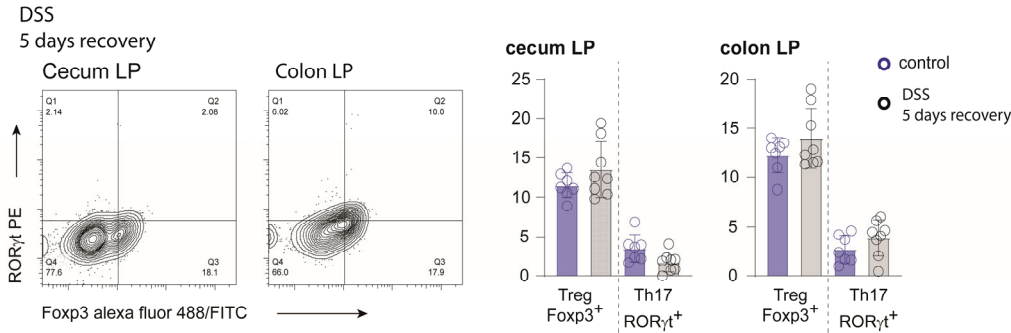 DSS
5 days recovery
Cecum LP
Colon LP
Q1
2.14
Q2
2.08
Q4
77.6
Q3
18.1
Q1
0.02
Q2
10.0
Q4
66.0
Q3
17.9
RORγt PE
Foxp3 alexa fluor 488/FITC
cecum LP
25
20
15
10
5
0
Treg
Foxp3+
Th17
RORγt+
colon LP
20
15
10
5
0
Treg
Foxp3+
Th17
RORγt+
control
DSS
5 days recovery